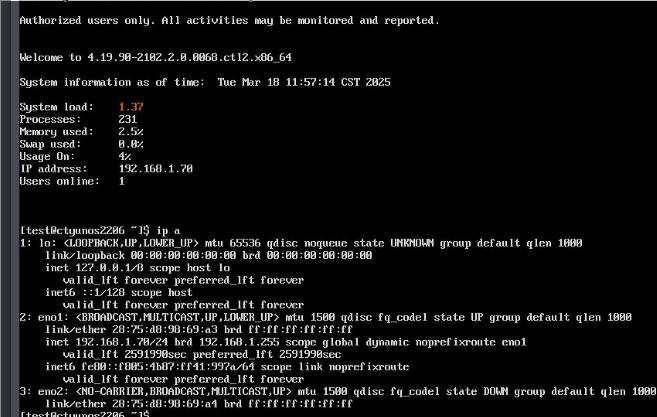 Authorized users only. All activities may be monitored and reported.
Welcome to 4.19.90-2102.2.0.0068.ctl2.x86_64
System information as of time:  Tue Mar 18 11:57:14 CST 2025
System load:    1.37
Processes:      231
Memory used:    2.5%
Swap used:      0.0%
Usage On:       4%
IP address:     192.168.1.70
Users online:   1
[test@ctyunos2206 ~]$ ip a
1: lo: <LOOPBACK,UP,LOWER_UP> mtu 65536 qdisc noqueue state UNKNOWN group default qlen 1000
    link/loopback 00:00:00:00:00:00 brd 00:00:00:00:00:00
    inet 127.0.0.1/8 scope host lo
       valid_lft forever preferred_lft forever
    inet6 ::1/128 scope host
       valid_lft forever preferred_lft forever
2: eno1: <BROADCAST,MULTICAST,UP,LOWER_UP> mtu 1500 qdisc fq_codel state UP group default qlen 1000
    link/ether 28:75:d8:98:69:a3 brd ff:ff:ff:ff:ff:ff
    inet 192.168.1.70/24 brd 192.168.1.255 scope global dynamic noprefixroute eno1
       valid_lft 2591990sec preferred_lft 2591990sec
    inet6 fe80::f805:4b87:ff41:997a/64 scope link noprefixroute
       valid_lft forever preferred_lft forever
3: eno2: <NO-CARRIER,BROADCAST,MULTICAST,UP> mtu 1500 qdisc fq_codel state DOWN group default qlen 1000
    link/ether 28:75:d8:98:69:a4 brd ff:ff:ff:ff:ff:ff
[test@ctyunos2206 ~]$